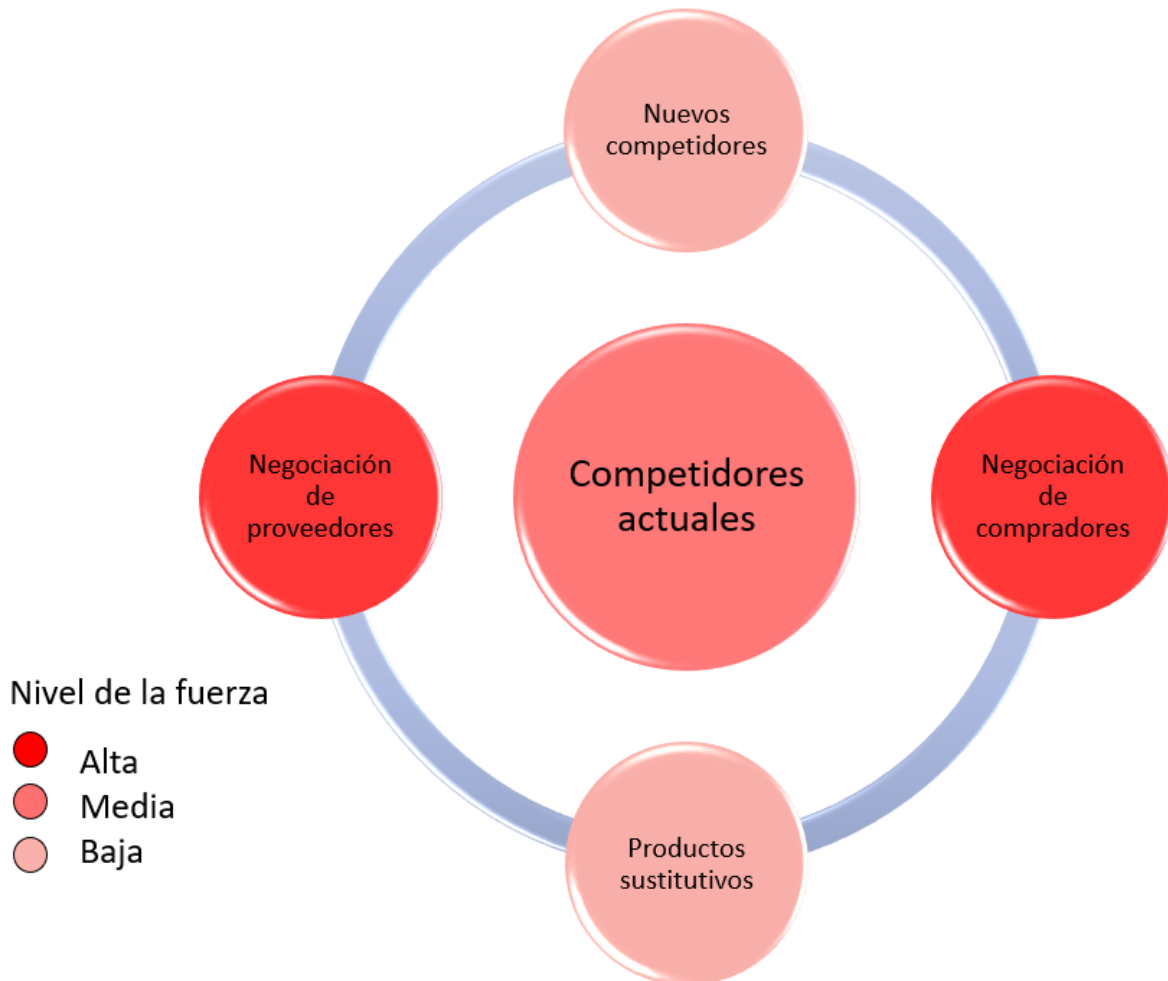 Nuevos
competidores
Negociación
de
proveedores
Competidores
actuales
Negociación
de
compradores
Productos
sustitutivos
Nivel de la fuerza
Alta
Media
Baja